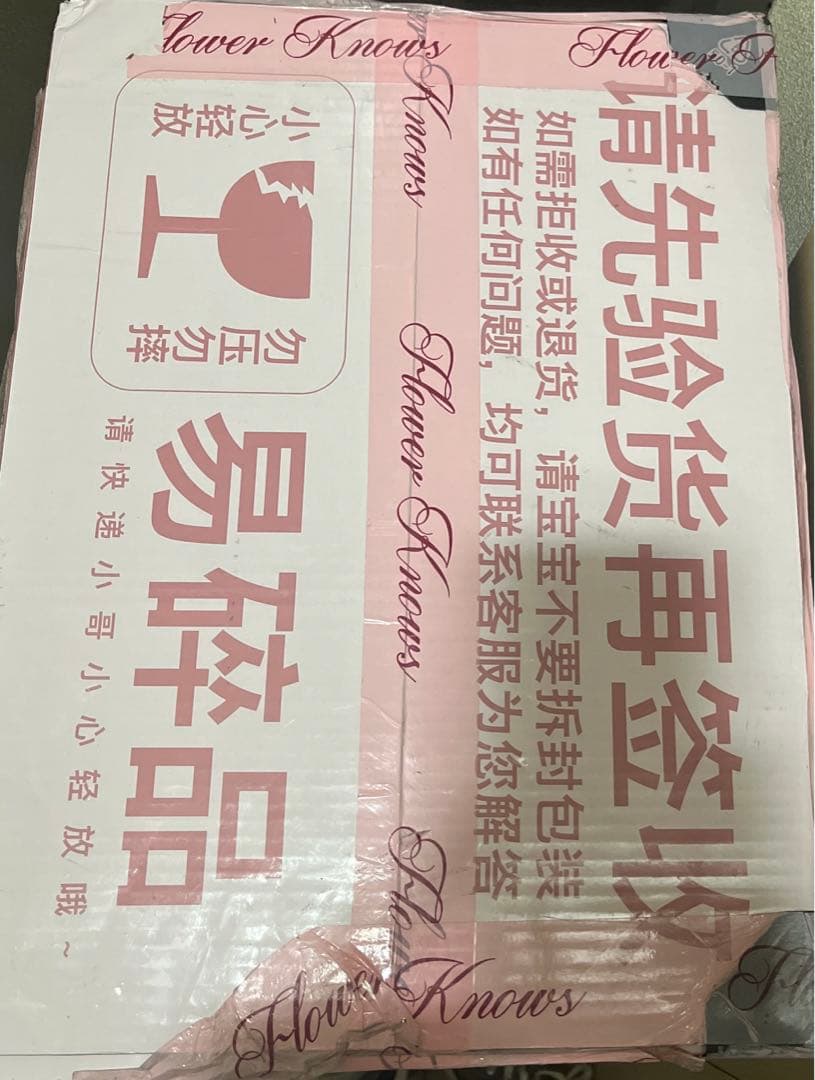 Flower Knows
Flower
Knows
Flower Knows
Flower Knows
请先验货再签收
如需拒收或退货，请宝宝不要拆封包装
如有任何问题，均可联系客服为您解答
小心轻放
勿压勿摔
易碎品
请快递小哥小心轻放哦~